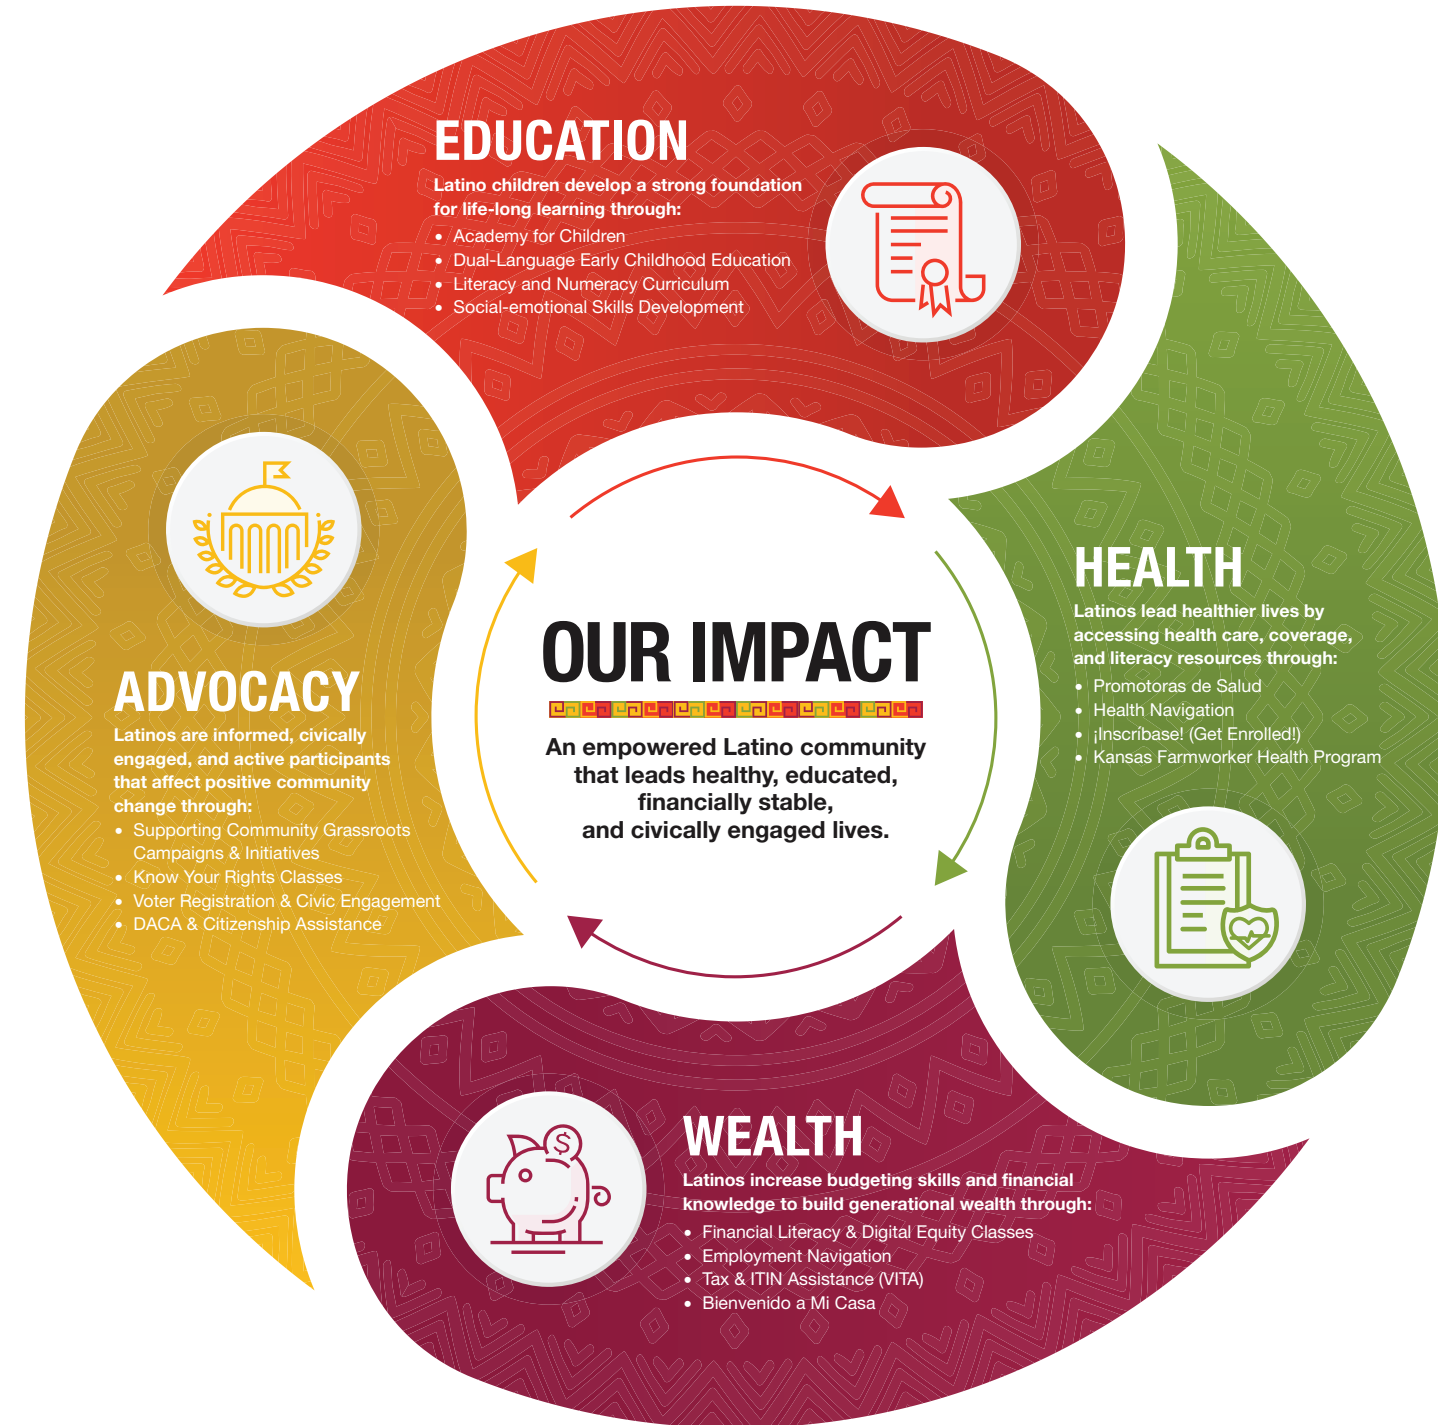 EDUCATION
Latino children develop a strong foundation
for life-long learning through:
• Academy for Children
• Dual-Language Early Childhood Education
• Literacy and Numeracy Curriculum
• Social-emotional Skills Development
HEALTH
Latinos lead healthier lives by
accessing health care, coverage,
and literacy resources through:
• Promotoras de Salud
• Health Navigation
• ¡Inscríbase! (Get Enrolled!)
• Kansas Farmworker Health Program
OUR IMPACT
An empowered Latino community
that leads healthy, educated,
financially stable,
and civically engaged lives.
ADVOCACY
Latinos are informed, civically
engaged, and active participants
that affect positive community
change through:
• Supporting Community Grassroots
Campaigns & Initiatives
• Know Your Rights Classes
• Voter Registration & Civic Engagement
• DACA & Citizenship Assistance
$
WEALTH
Latinos increase budgeting skills and financial
knowledge to build generational wealth through:
• Financial Literacy & Digital Equity Classes
• Employment Navigation
• Tax & ITIN Assistance (VITA)
• Bienvenido a Mi Casa